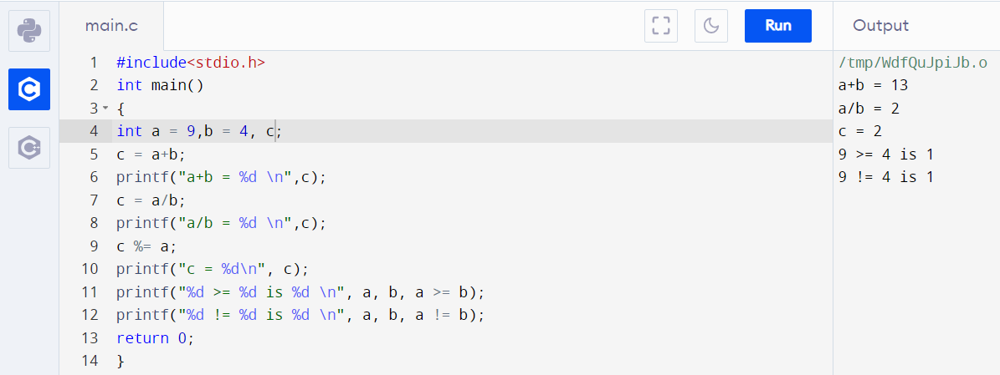 main.c
Run
Output
1 #include<stdio.h>
2 int main()
3 {
4 int a = 9,b = 4, c;
5 c = a+b;
6 printf("a+b = %d \n",c);
7 c = a/b;
8 printf("a/b = %d \n",c);
9 c %= a;
10 printf("c = %d\n", c);
11 printf("%d >= %d is %d \n", a, b, a >= b);
12 printf("%d != %d is %d \n", a, b, a != b);
13 return 0;
14 }
/tmp/WdfQuJpiJb.o
a+b = 13
a/b = 2
c = 2
9 >= 4 is 1
9 != 4 is 1